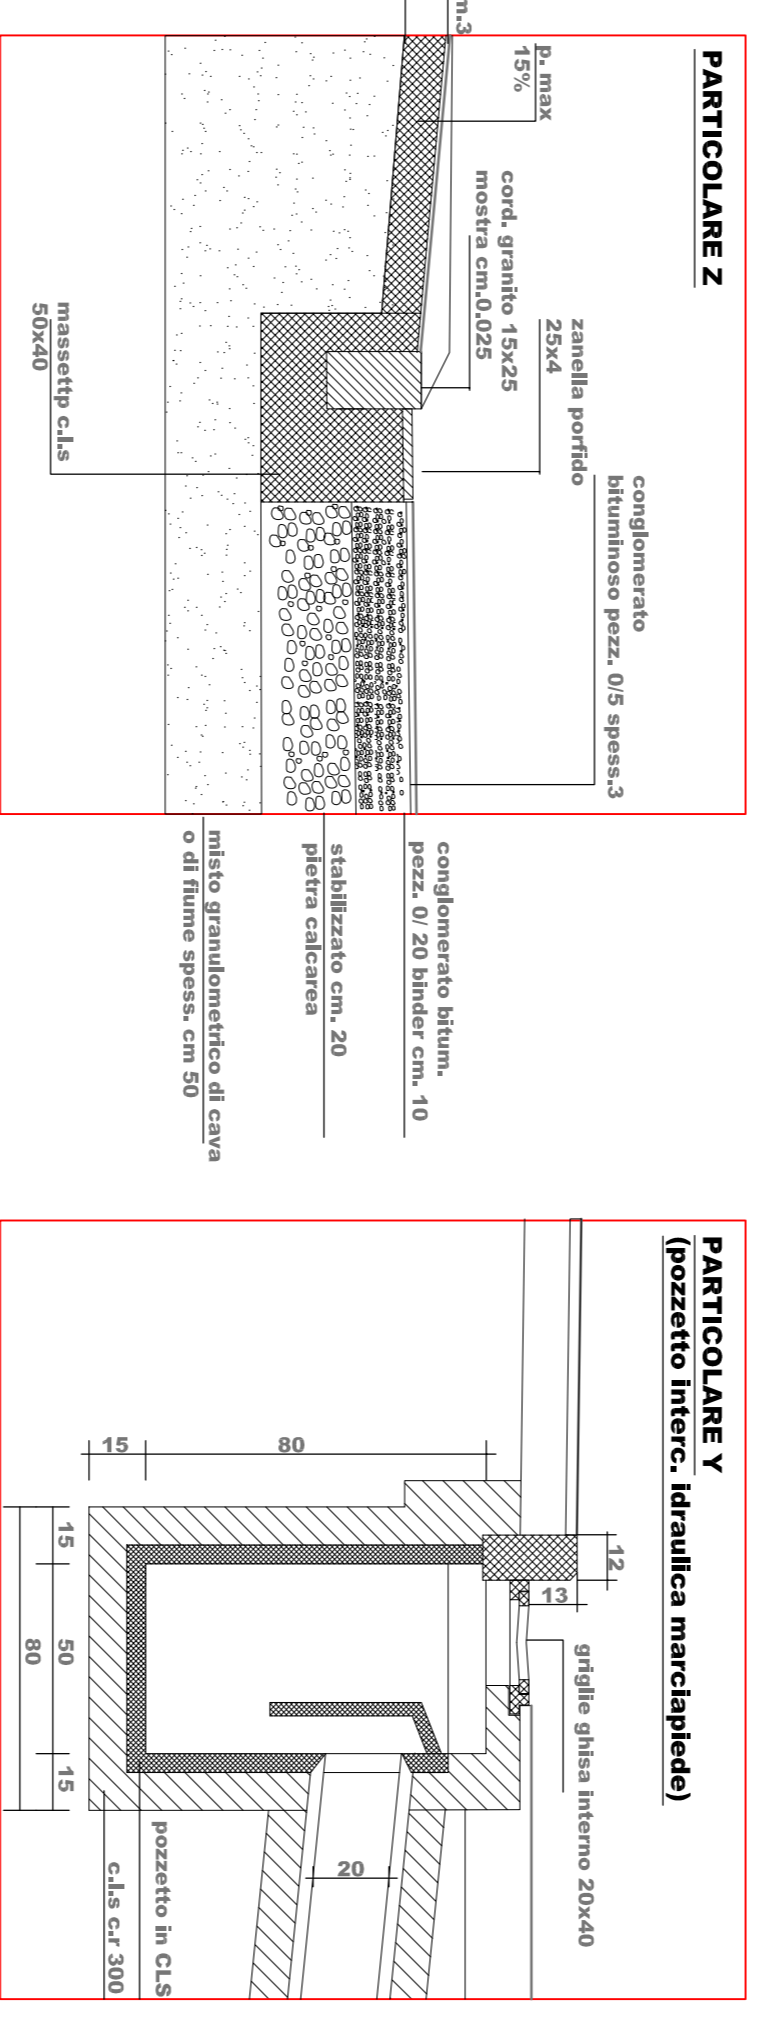 m.3
PARTICOLARE Z
p. max
15%
cord. granito 15x25
mostra cm.0.025
zanella porfido
25x4
conglomerato
bituminoso pezz. 0/5 spess.3
massettp c.l.s
50x40
conglomerato bitum.
pezz. 0/ 20 binder cm. 10
stabilizzato cm. 20
pietra calcarea
misto granulometrico di cava
o di fiume spess. cm 50
PARTICOLARE Y
(pozzetto interc. idraulica marciapiede)
12
13
griglie ghisa interno 20x40
15
80
15
50
15
80
20
pozzetto in CLS
c.l.s c.r 300